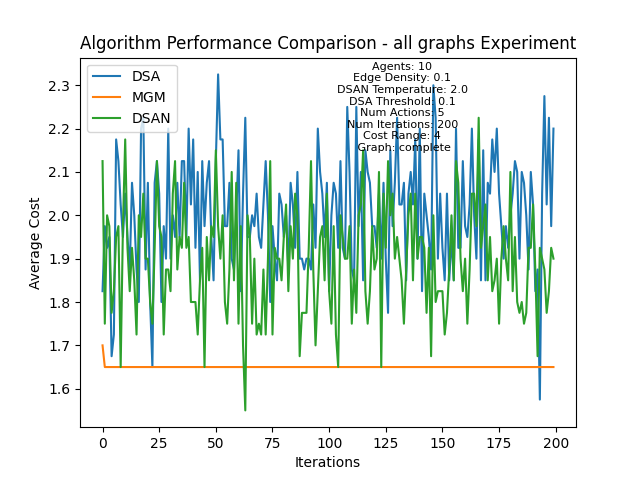 Algorithm Performance Comparison - all graphs Experiment
DSA
MGM
DSAN
Agents: 10
Edge Density: 0.1
DSAN Temperature: 2.0
DSA Threshold: 0.1
Num Actions: 5
Num Iterations: 200
Cost Range: 4
Graph: complete
Average Cost
2.3
2.2
2.1
2.0
1.9
1.8
1.7
1.6
0 25 50 75 100 125 150 175 200
Iterations